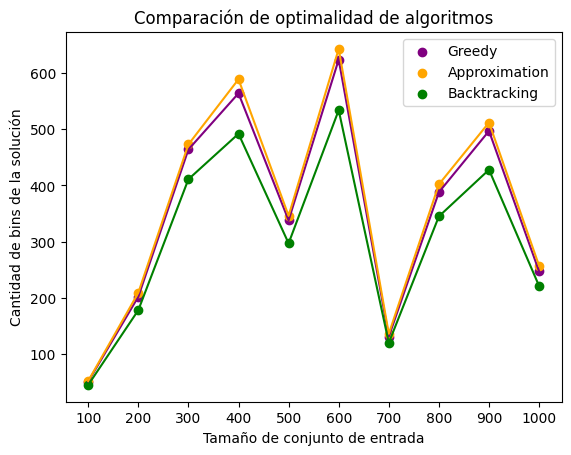 Comparación de optimalidad de algoritmos
Greedy
Approximation
Backtracking
Cantidad de bins de la solución
600
500
400
300
200
100
100 200 300 400 500 600 700 800 900 1000
Tamaño de conjunto de entrada